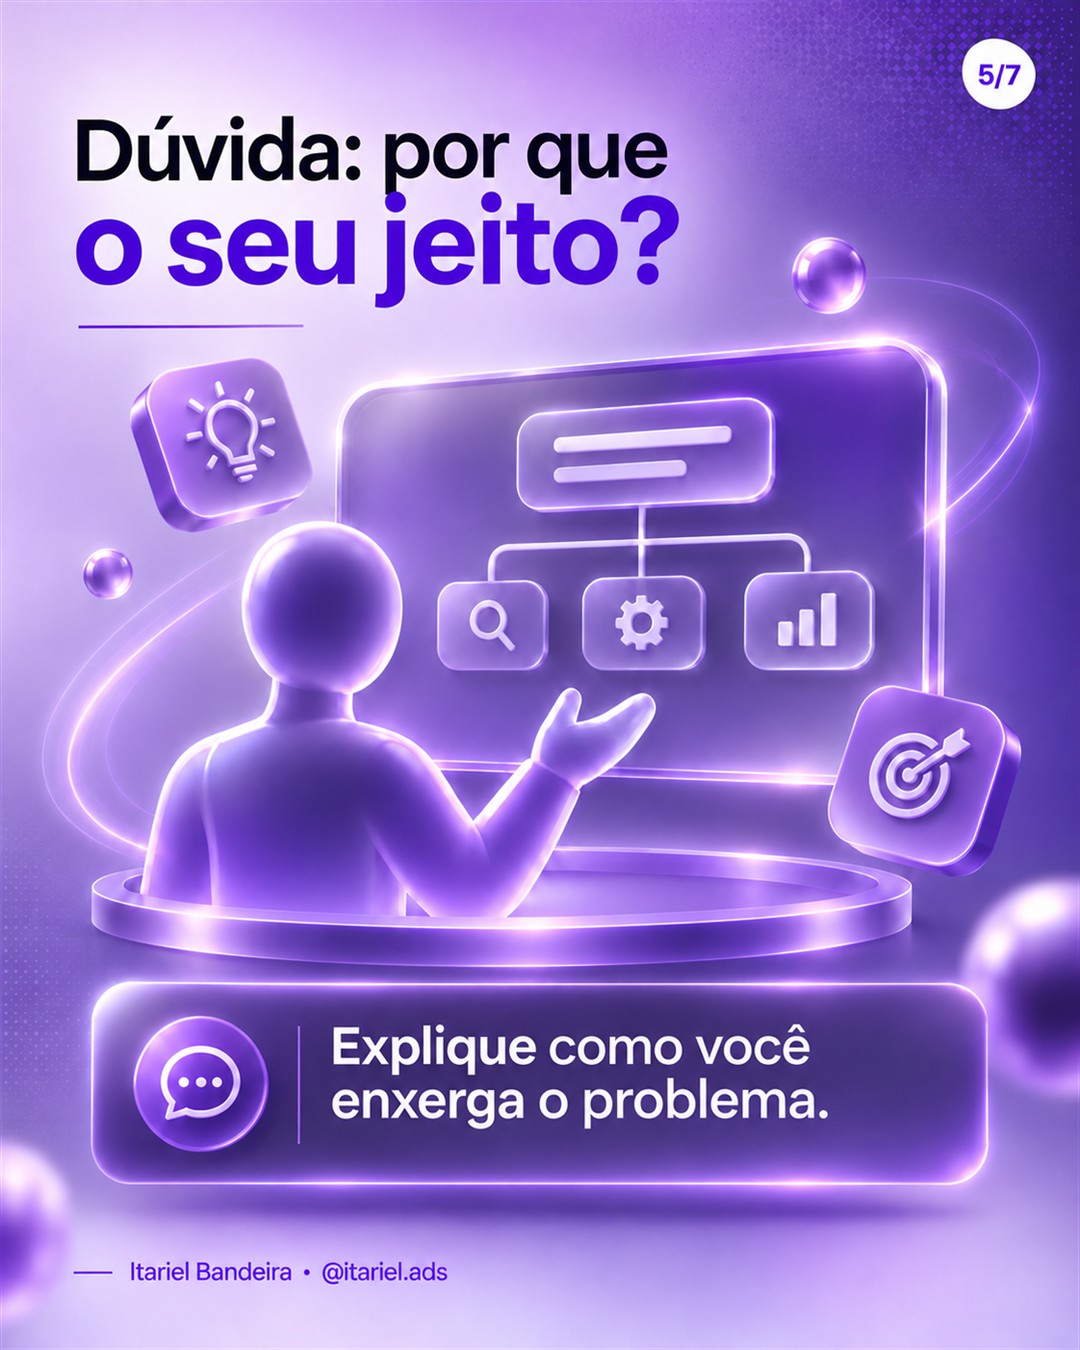 5/7
Dúvida: por que
o seu jeito?
Explique como você
enxerga o problema.
Itariel Bandeira • @itariel.ads